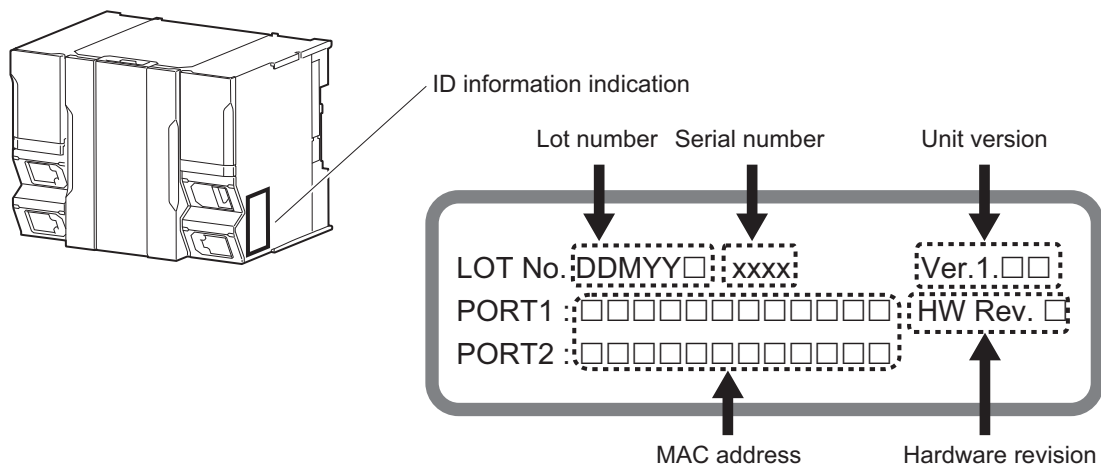 ID information indication
Lot number Serial number Unit version
LOT No. DDMYY□ xxxx Ver.1.□□
PORT1 : □□□□□□□□□□□□ HW Rev. □
PORT2 : □□□□□□□□□□□□
MAC address Hardware revision